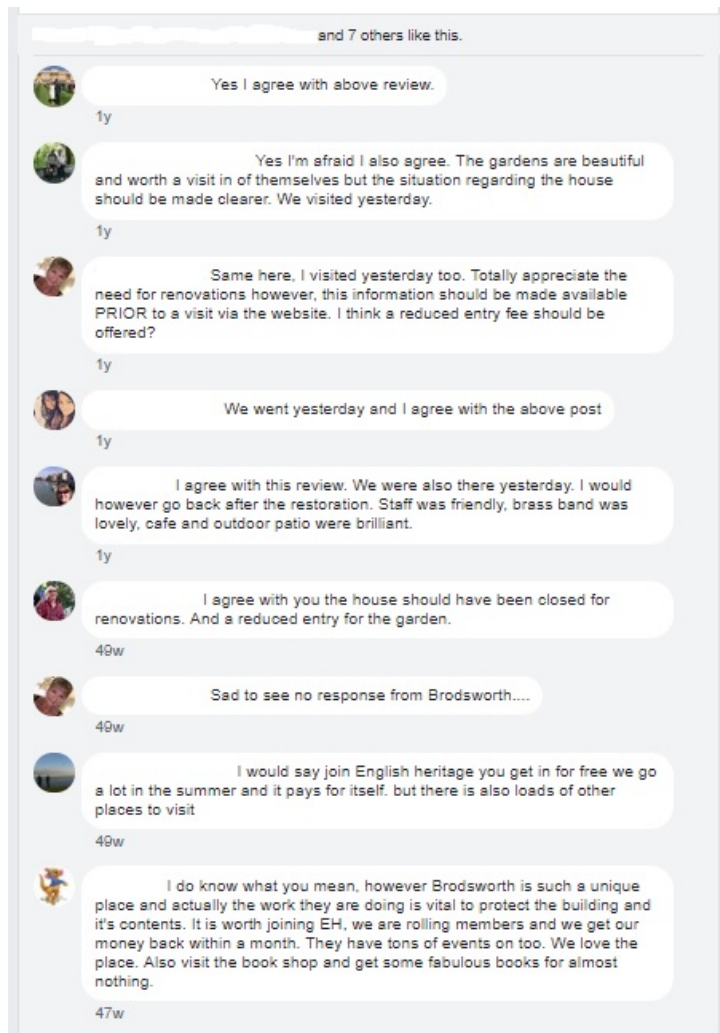 and 7 others like this.
Yes I agree with above review.
1y
Yes I'm afraid I also agree. The gardens are beautiful
and worth a visit in of themselves but the situation regarding the house
should be made clearer. We visited yesterday.
1y
Same here, I visited yesterday too. Totally appreciate the
need for renovations however, this information should be made available
PRIOR to a visit via the website. I think a reduced entry fee should be
offered?
1y
We went yesterday and I agree with the above post
1y
I agree with this review. We were also there yesterday. I would
however go back after the restoration. Staff was friendly, brass band was
lovely, cafe and outdoor patio were brilliant.
1y
I agree with you the house should have been closed for
renovations. And a reduced entry for the garden.
49w
Sad to see no response from Brodsworth....
49w
I would say join English heritage you get in for free we go
a lot in the summer and it pays for itself. but there is also loads of other
places to visit
49w
I do know what you mean, however Brodsworth is such a unique
place and actually the work they are doing is vital to protect the building and
it's contents. It is worth joining EH, we are rolling members and we get our
money back within a month. They have tons of events on too. We love the
place. Also visit the book shop and get some fabulous books for almost
nothing.
47w